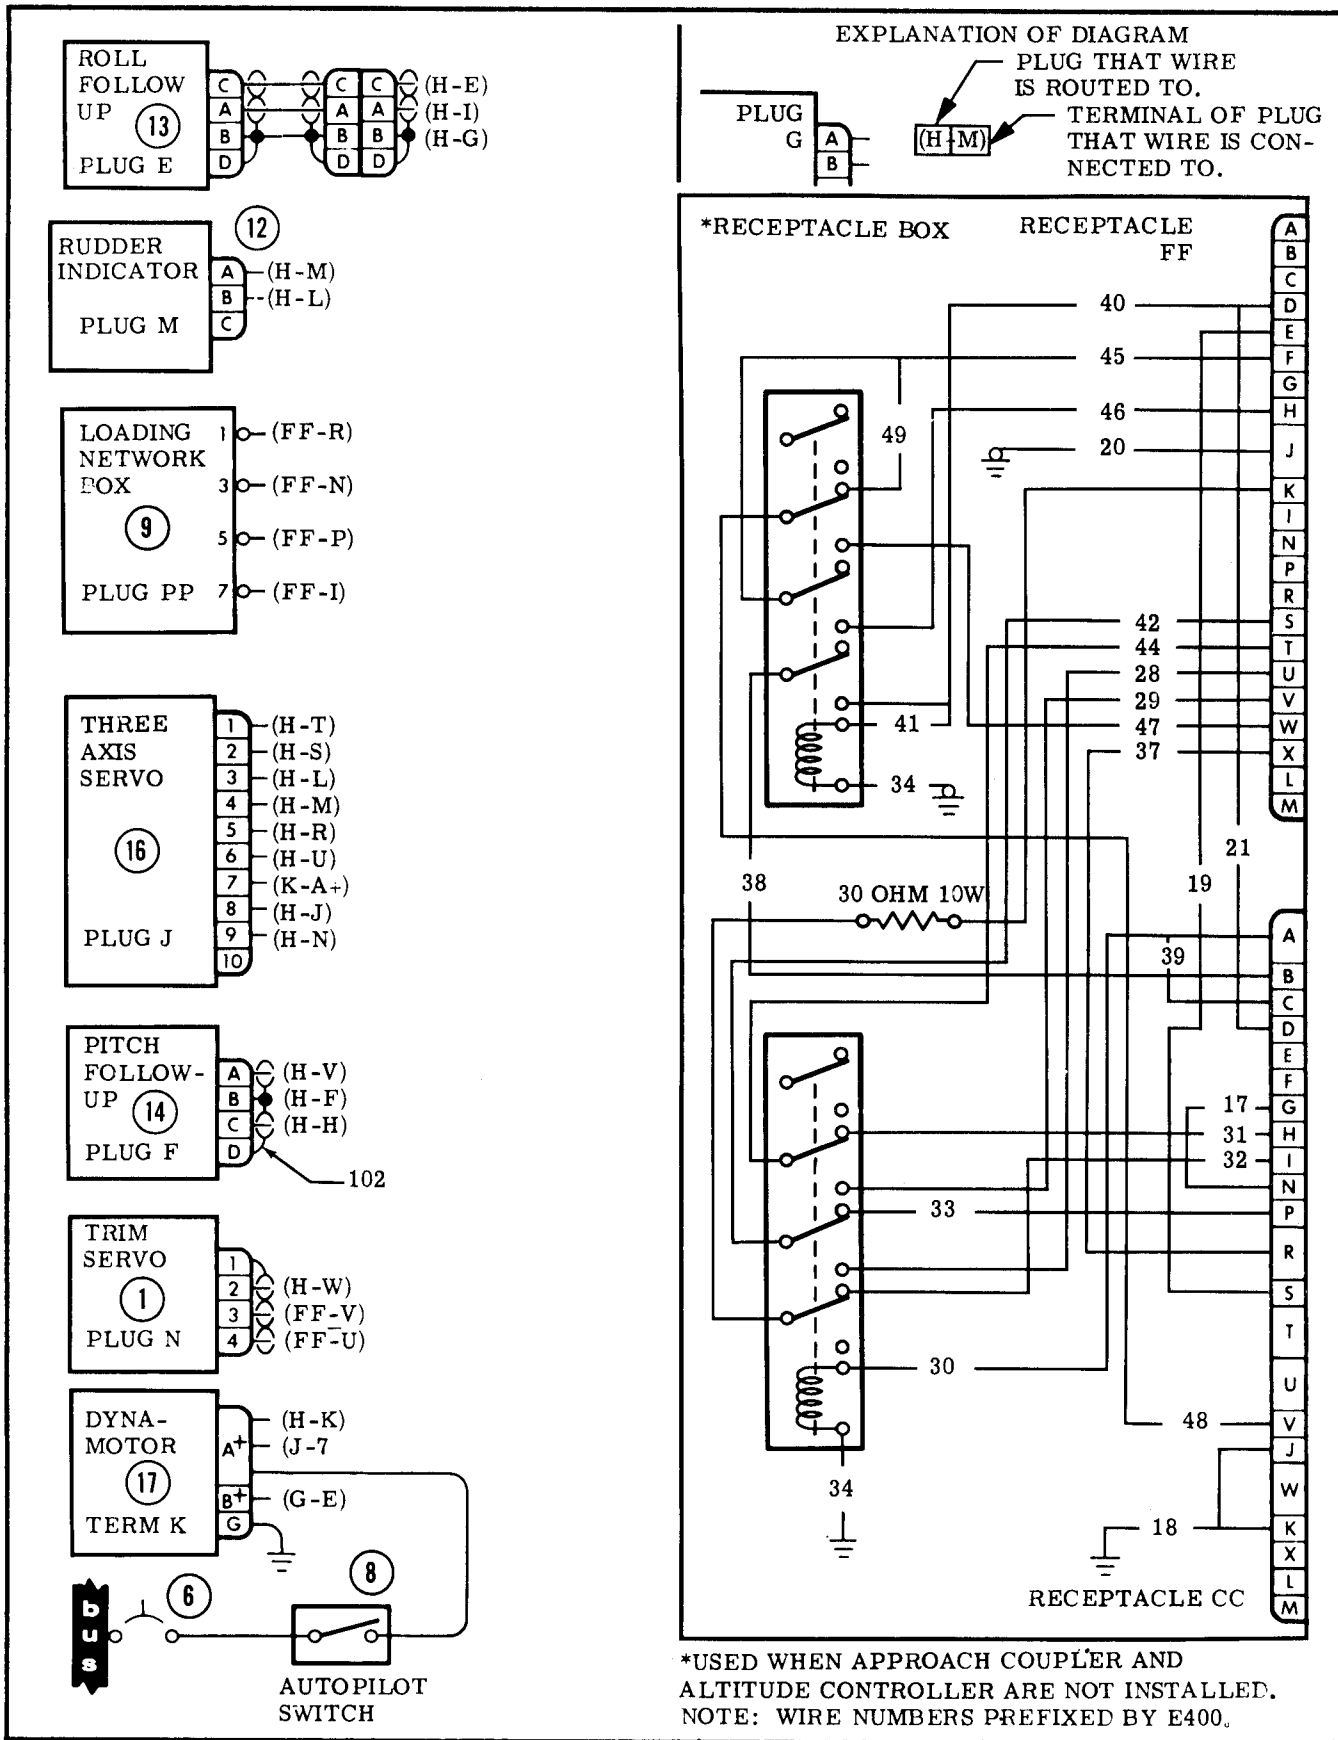 ROLL
FOLLOW
UP
13
PLUG E
C C C (H-E)
A A A (H-I)
B B B (H-G)
D D D
12
RUDDER
INDICATOR
PLUG M
A (H-M)
B (H-L)
C
LOADING
NETWORK
BOX
9
PLUG PP
1 (FF-R)
3 (FF-N)
5 (FF-P)
7 (FF-I)
THREE
AXIS
SERVO
16
PLUG J
1 (H-T)
2 (H-S)
3 (H-L)
4 (H-M)
5 (H-R)
6 (H-U)
7 (K-A+)
8 (H-J)
9 (H-N)
10
PITCH
FOLLOW-
UP
14
PLUG F
A (H-V)
B (H-F)
C (H-H)
D
102
TRIM
SERVO
1
PLUG N
1
2 (H-W)
3 (FF-V)
4 (FF-U)
DYNA-
MOTOR
17
TERM K
A+ (H-K)
(J-7
B+ (G-E)
G
bus
6
8
AUTOPILOT
SWITCH
EXPLANATION OF DIAGRAM
PLUG THAT WIRE
IS ROUTED TO.
TERMINAL OF PLUG
THAT WIRE IS CON-
NECTED TO.
PLUG
G
A
B
(H-M)
*RECEPTACLE BOX
RECEPTACLE
FF
A
B
C
D
E
F
G
H
J
K
I
N
P
R
S
T
U
V
W
X
L
M
40
45
49
46
20
42
44
28
29
47
37
41
34
21
19
38
30 OHM 10W
39
A
B
C
D
E
F
G
H
I
N
P
R
S
T
U
V
J
W
K
X
L
M
17
31
32
33
30
48
34
18
RECEPTACLE CC
*USED WHEN APPROACH COUPLER AND
ALTITUDE CONTROLLER ARE NOT INSTALLED.
NOTE: WIRE NUMBERS PREFIXED BY E400.